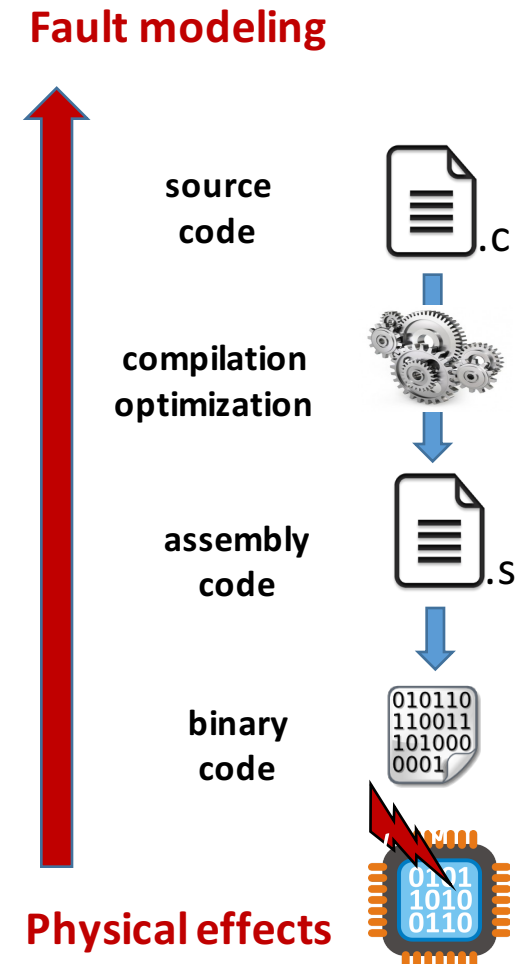 Fault modeling
source
code
.c
compilation
optimization
assembly
code
.s
binary
code
010110
110011
101000
0001
0101
1010
0110
Physical effects